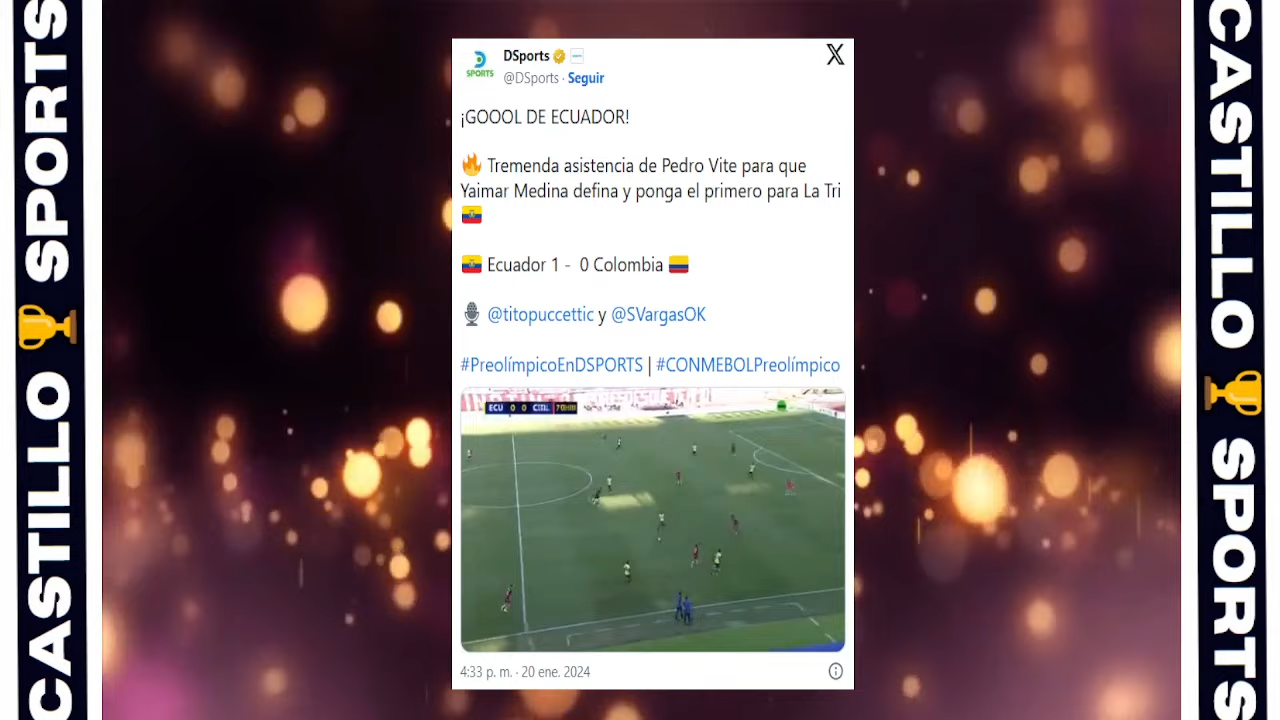 CASTILLO 🏆 SPORTS
DSports
SPORTS
@DSports · Seguir
¡GOOOL DE ECUADOR!
🔥 Tremenda asistencia de Pedro Vite para que
Yaimar Medina defina y ponga el primero para La Tri
🇪🇨
🇪🇨 Ecuador 1 - 0 Colombia 🇨🇴
🎙 @titopuccettic y @SVargasOK
#PreolímpicoEnDSPORTS | #CONMEBOLPreolímpico
ECU 0 0
4:33 p. m. · 20 ene. 2024
CASTILLO 🏆 SPORTS